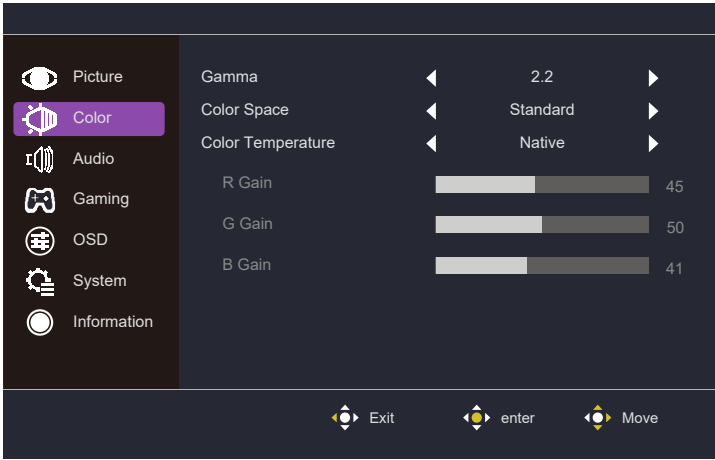 Picture
Color
Audio
Gaming
OSD
System
Information
Gamma 2.2
Color Space Standard
Color Temperature Native
R Gain 45
G Gain 50
B Gain 41
Exit enter Move